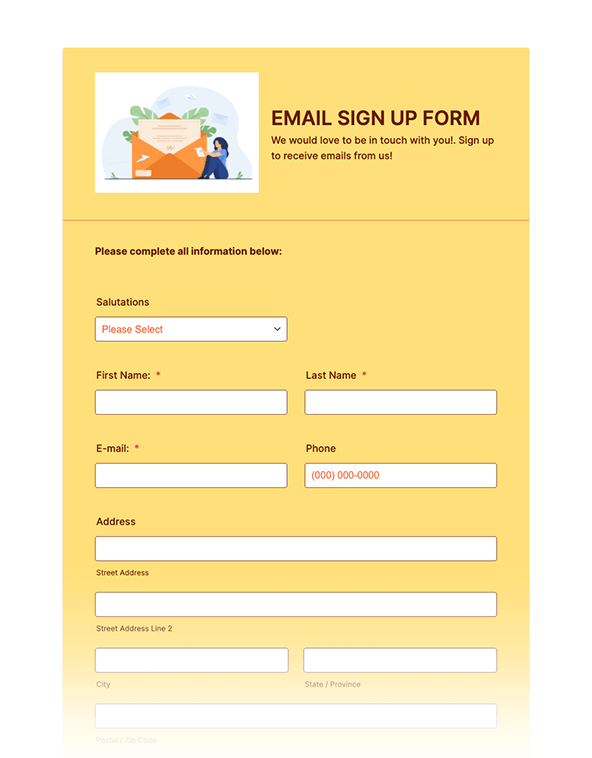 EMAIL SIGN UP FORM
We would love to be in touch with you!. Sign up
to receive emails from us!
Please complete all information below:
Salutations
Please Select
First Name: *
Last Name *
E-mail: *
Phone
(000) 000-0000
Address
Street Address
Street Address Line 2
City
State / Province
Postal / Zip Code